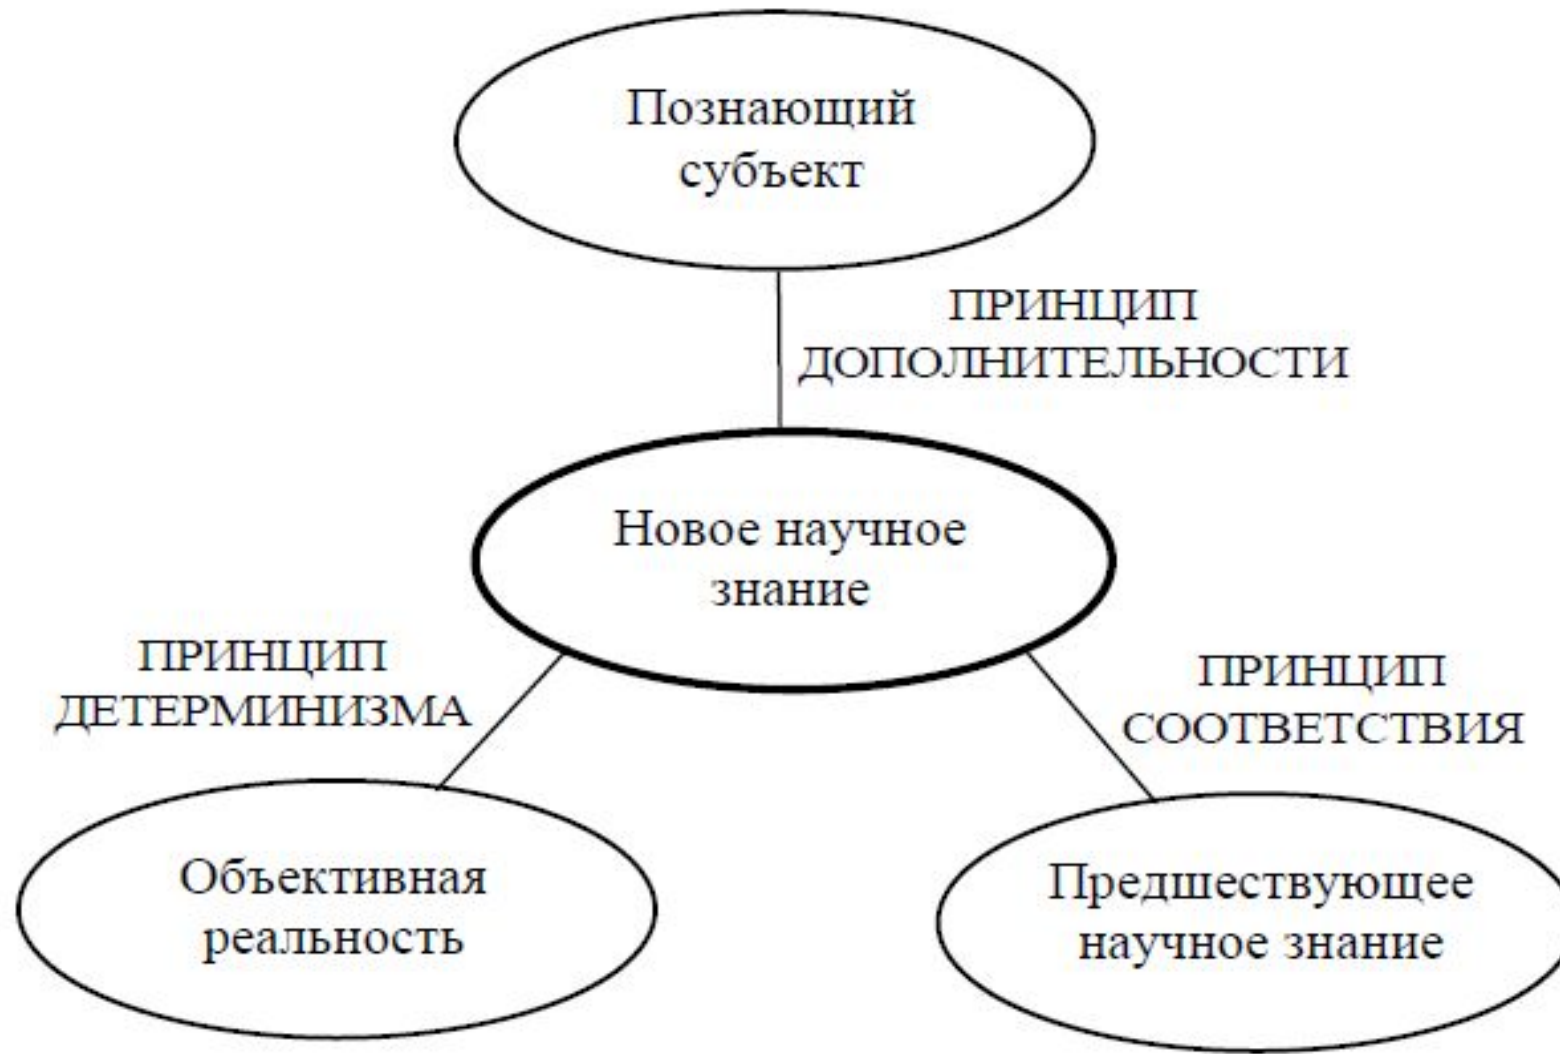 Познающий
субъект
ПРИНЦИП
ДОПОЛНИТЕЛЬНОСТИ
Новое научное
знание
ПРИНЦИП
ДЕТЕРМИНИЗМА
ПРИНЦИП
СООТВЕТСТВИЯ
Объективная
реальность
Предшествующее
научное знание